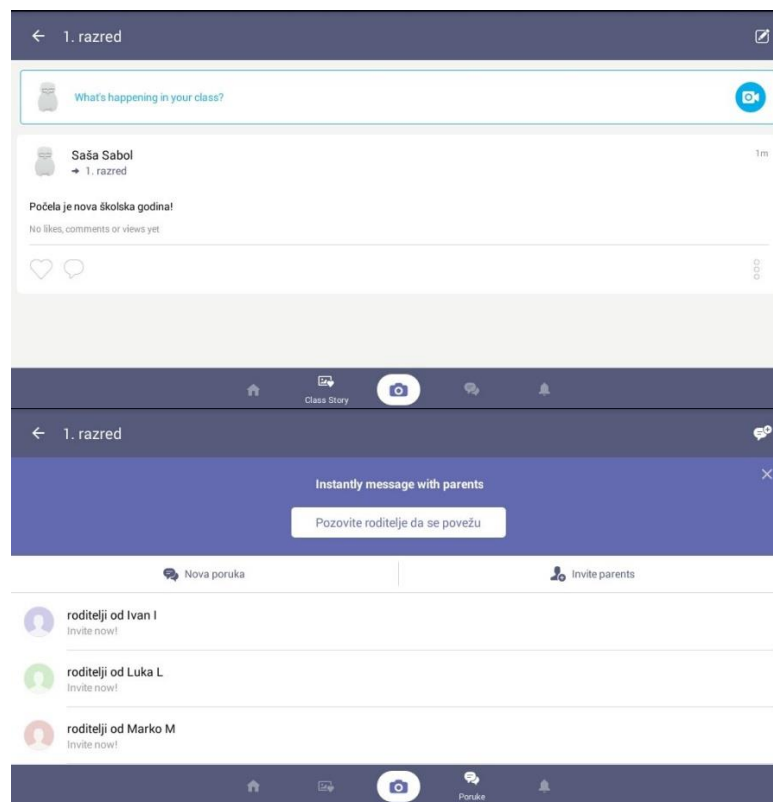 1. razred
What's happening in your class?
Saša Sabol
1m
➜ 1. razred
Počela je nova školska godina!
No likes, comments or views yet
Class Story
1. razred
Instantly message with parents
Pozovite roditelje da se povežu
Nova poruka
Invite parents
roditelji od Ivan I
Invite now!
roditelji od Luka L
Invite now!
roditelji od Marko M
Invite now!
Poruke